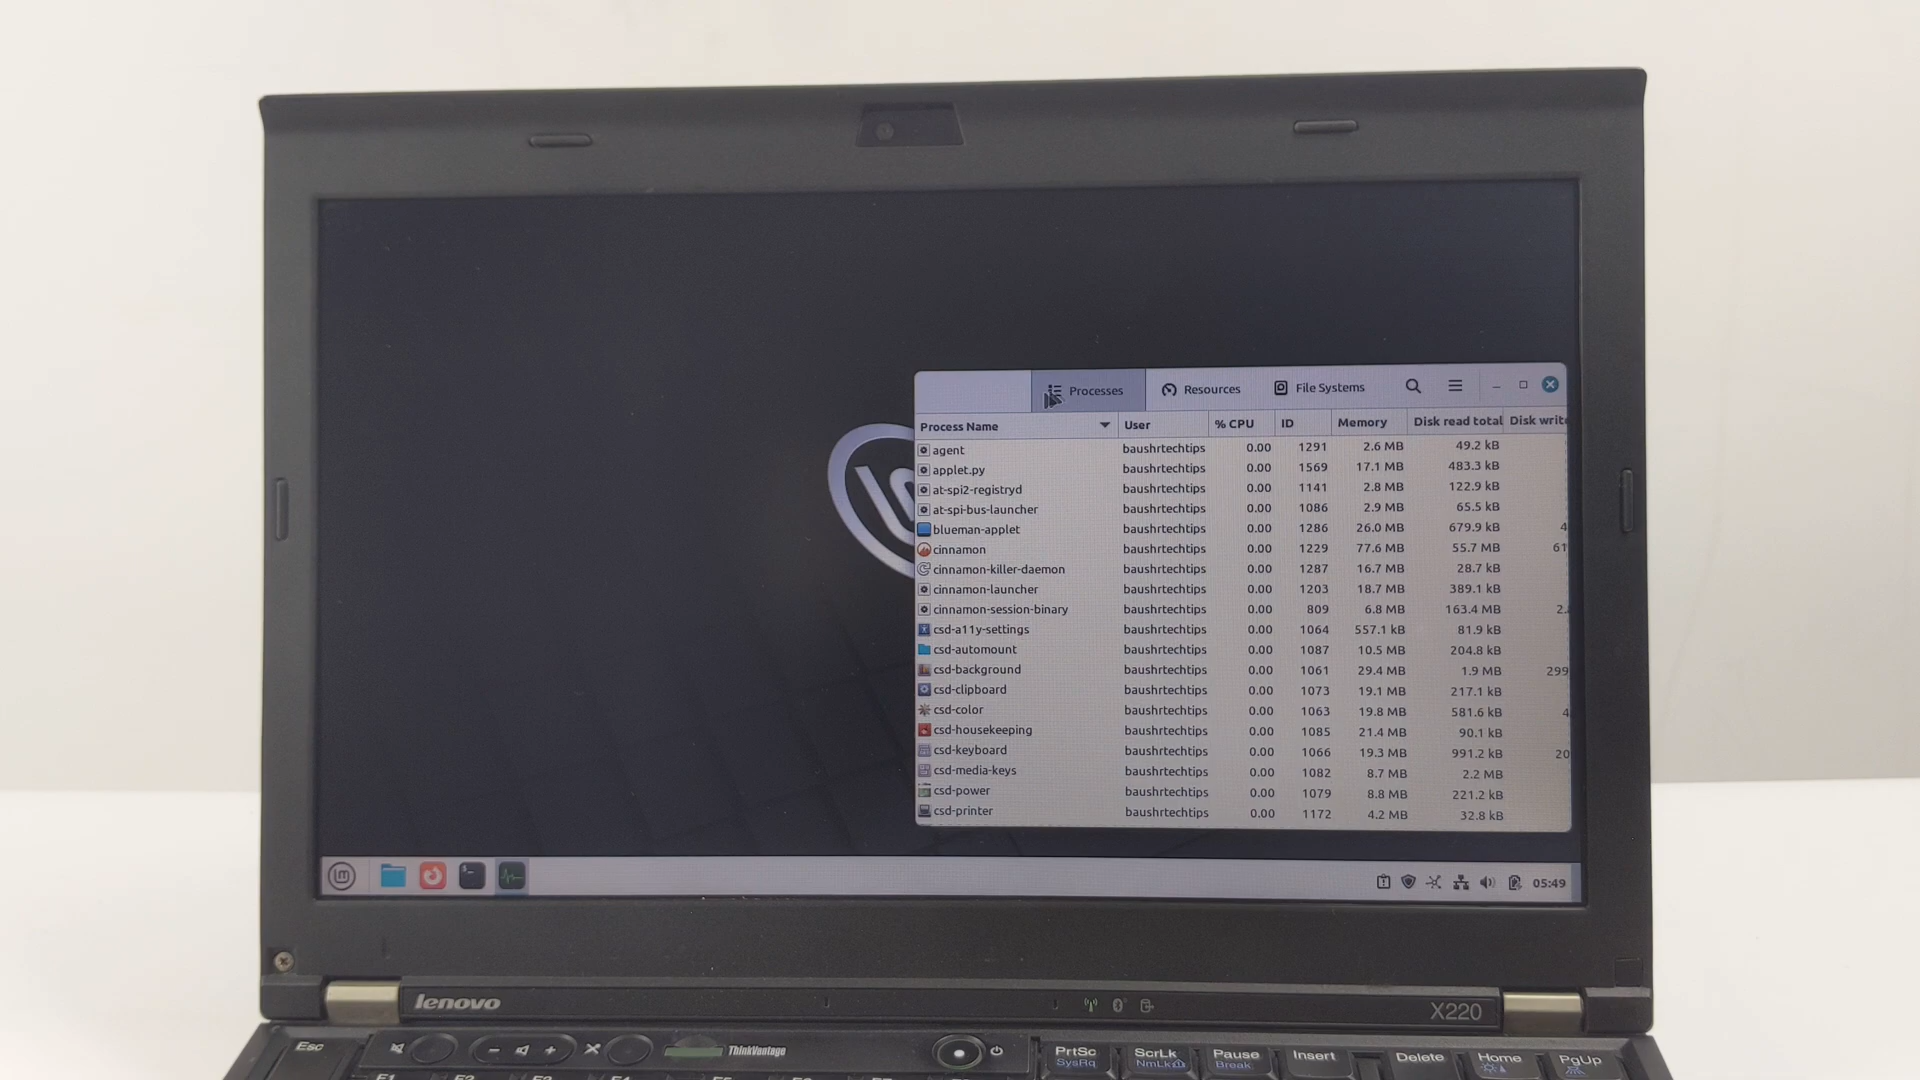 Processes Resources File Systems
Process Name User % CPU ID Memory Disk read total Disk write
agent baushrtechtips 0.00 1291 2.6 MB 49.2 kB
applet.py baushrtechtips 0.00 1569 17.1 MB 483.3 kB
at-spi2-registryd baushrtechtips 0.00 1141 2.8 MB 122.9 kB
at-spi-bus-launcher baushrtechtips 0.00 1086 2.9 MB 65.5 kB
blueman-applet baushrtechtips 0.00 1286 26.0 MB 679.9 kB 4
cinnamon baushrtechtips 0.00 1229 77.6 MB 55.7 MB 61
cinnamon-killer-daemon baushrtechtips 0.00 1287 16.7 MB 28.7 kB
cinnamon-launcher baushrtechtips 0.00 1203 18.7 MB 389.1 kB
cinnamon-session-binary baushrtechtips 0.00 809 6.8 MB 163.4 MB 2.
csd-a11y-settings baushrtechtips 0.00 1064 557.1 kB 81.9 kB
csd-automount baushrtechtips 0.00 1087 10.5 MB 204.8 kB
csd-background baushrtechtips 0.00 1061 29.4 MB 1.9 MB 299
csd-clipboard baushrtechtips 0.00 1073 19.1 MB 217.1 kB
csd-color baushrtechtips 0.00 1063 19.8 MB 581.6 kB 4
csd-housekeeping baushrtechtips 0.00 1085 21.4 MB 90.1 kB
csd-keyboard baushrtechtips 0.00 1066 19.3 MB 991.2 kB 20
csd-media-keys baushrtechtips 0.00 1082 8.7 MB 2.2 MB
csd-power baushrtechtips 0.00 1079 8.8 MB 221.2 kB
csd-printer baushrtechtips 0.00 1172 4.2 MB 32.8 kB
05:49
lenovo X220
Esc ThinkVantage PrtSc ScrLk Pause Insert Delete Home PgUp
SysRq NmLk Break